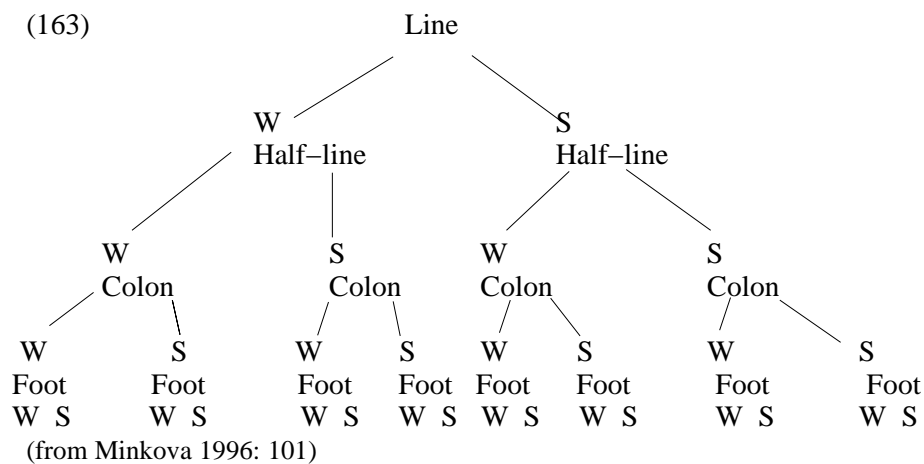 (163) Line
W S
Half−line Half−line
W S W S
Colon Colon Colon Colon
W S W S W S W S
Foot Foot Foot Foot Foot Foot Foot Foot
W S W S W S W S W S W S W S W S
(from Minkova 1996: 101)